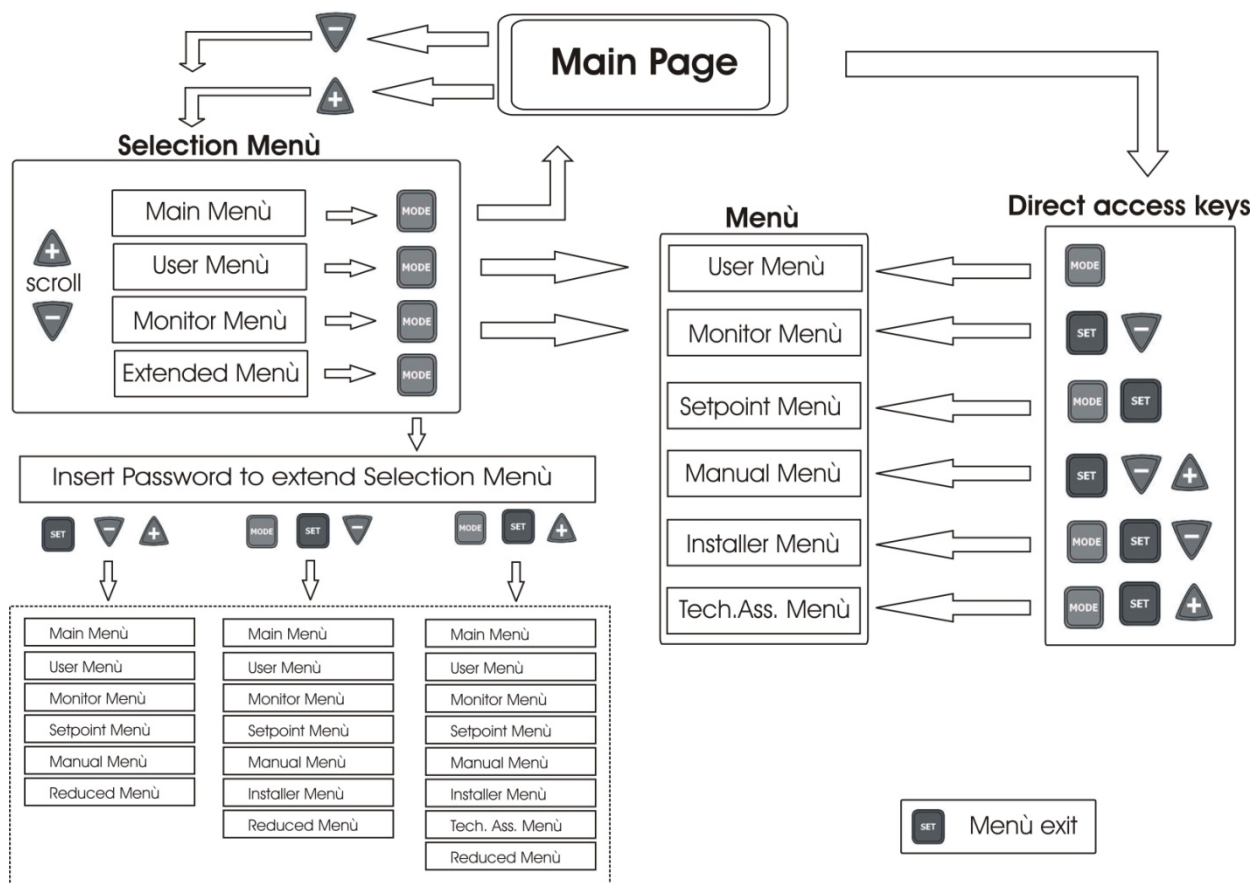 −
Main Page
+
Selection Menù
+
scroll
−
Main Menù
MODE
User Menù
MODE
Monitor Menù
MODE
Extended Menù
MODE
Insert Password to extend Selection Menù
SET − +
MODE SET −
MODE SET +
Main Menù
User Menù
Monitor Menù
Setpoint Menù
Manual Menù
Reduced Menù
Main Menù
User Menù
Monitor Menù
Setpoint Menù
Manual Menù
Installer Menù
Reduced Menù
Main Menù
User Menù
Monitor Menù
Setpoint Menù
Manual Menù
Installer Menù
Tech. Ass. Menù
Reduced Menù
Menù
User Menù
Monitor Menù
Setpoint Menù
Manual Menù
Installer Menù
Tech.Ass. Menù
Direct access keys
MODE
SET −
MODE SET
SET − +
MODE SET −
MODE SET +
SET Menù exit